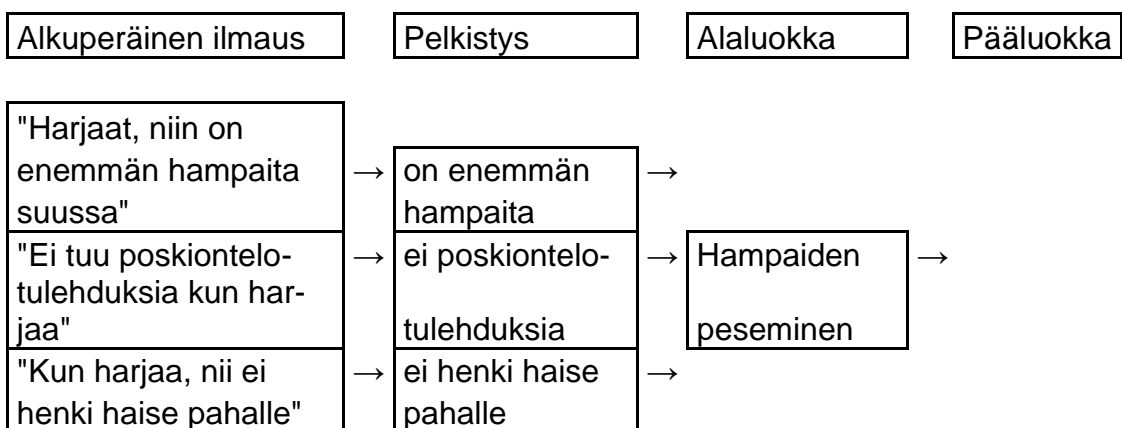 Alkuperäinen ilmaus → Pelkistys Alaluokka Pääluokka
"Harjaat, niin on
enemmän hampaita → on enemmän →
suussa" hampaita
"Ei tuu poskiontelo- → ei poskiontelo- → Hampaiden →
tulehduksia kun har-
jaa" tulehduksia peseminen
"Kun harjaa, nii ei → ei henki haise →
henki haise pahalle" pahalle